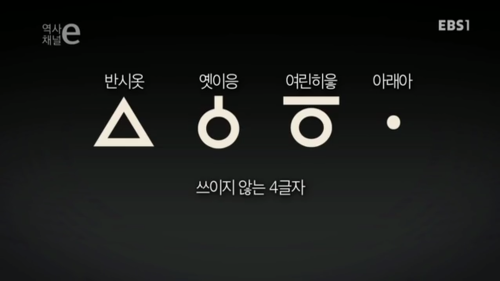 역사
채널 e
EBS1
반시옷 옛이응 여린히읗 아래아
ㅿ ㆁ ㆆ ㆍ
쓰이지 않는 4글자